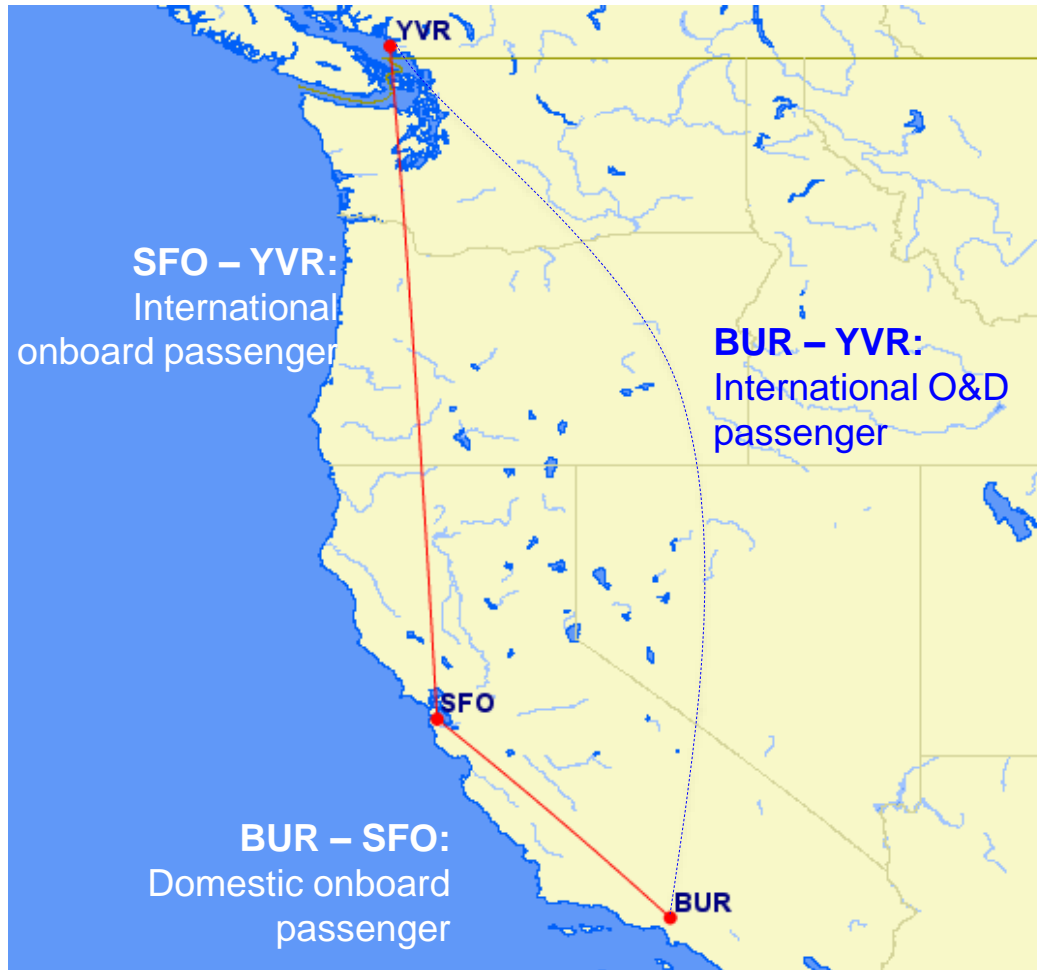 YVR
SFO – YVR:
International
onboard passenger
BUR – YVR:
International O&D
passenger
SFO
BUR – SFO:
Domestic onboard
passenger
BUR